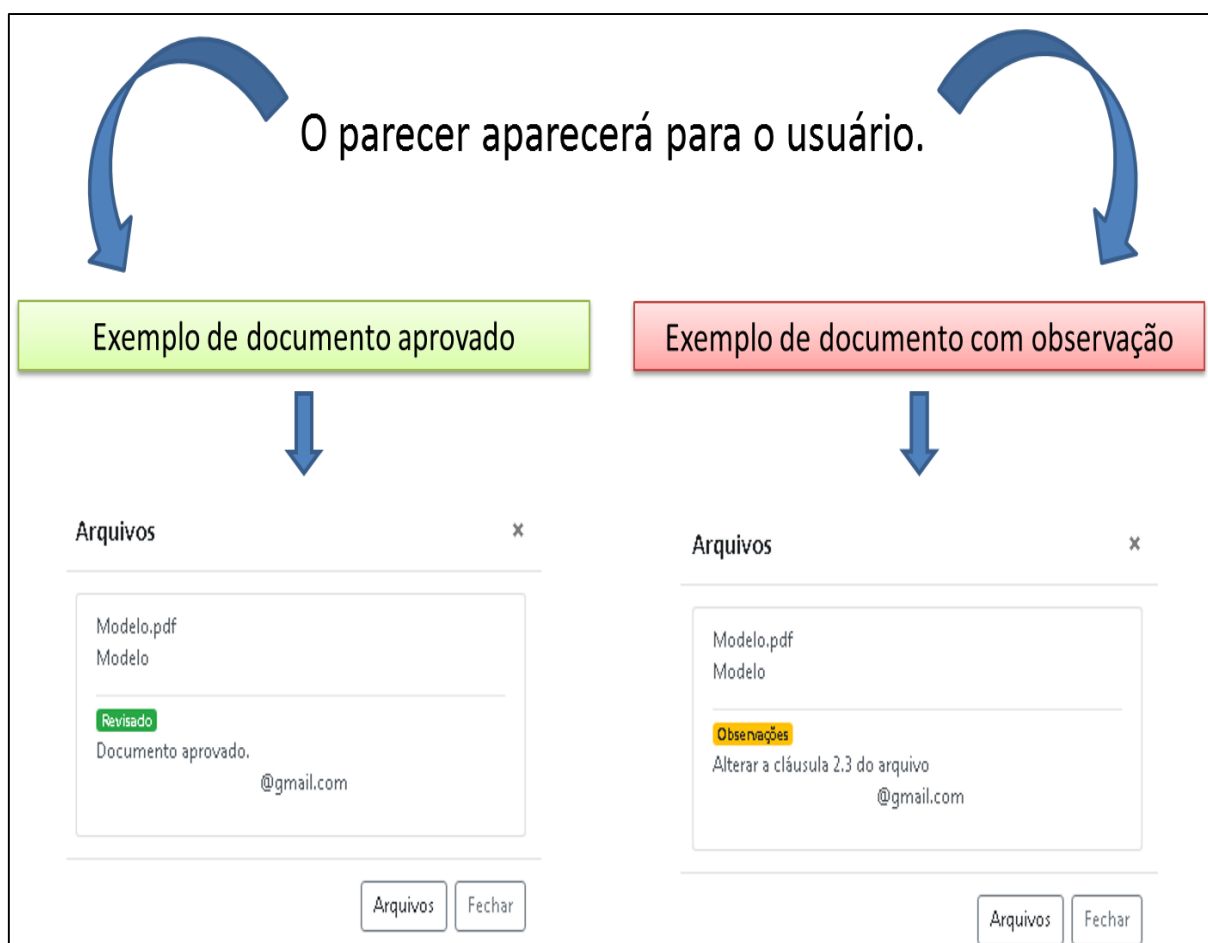 O parecer aparecerá para o usuário.
Exemplo de documento aprovado
Exemplo de documento com observação
Arquivos ×
Modelo.pdf
Modelo
Revisado
Documento aprovado.
@gmail.com
Arquivos Fechar
Arquivos ×
Modelo.pdf
Modelo
Observações
Alterar a cláusula 2.3 do arquivo
@gmail.com
Arquivos Fechar